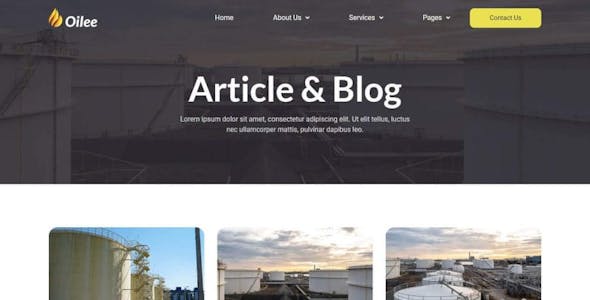 Oilee
Home
About Us
Services
Pages
Contact Us
Article & Blog
Lorem ipsum dolor sit amet, consectetur adipiscing elit. Ut elit tellus, luctus
nec ullamcorper mattis, pulvinar dapibus leo.